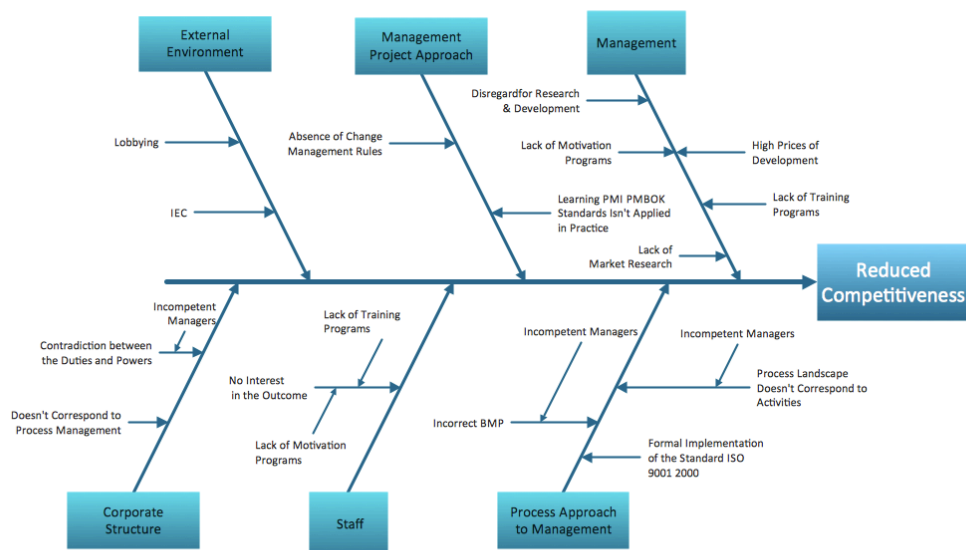 External
Environment
Management
Project Approach
Management
Disregardfor Research
& Development
Lobbying
Absence of Change
Management Rules
Lack of Motivation
Programs
High Prices of
Development
IEC
Learning PMI PMBOK
Standards Isn't Applied
in Practice
Lack of Training
Programs
Lack of
Market Research
Reduced
Competitiveness
Incompetent
Managers
Contradiction between
the Duties and Powers
Doesn't Correspond to
Process Management
Lack of Training
Programs
No Interest
in the Outcome
Lack of Motivation
Programs
Incompetent Managers
Incorrect BMP
Incompetent Managers
Process Landscape
Doesn't Correspond to
Activities
Formal Implementation
of the Standard ISO
9001 2000
Corporate
Structure
Staff
Process Approach
to Management